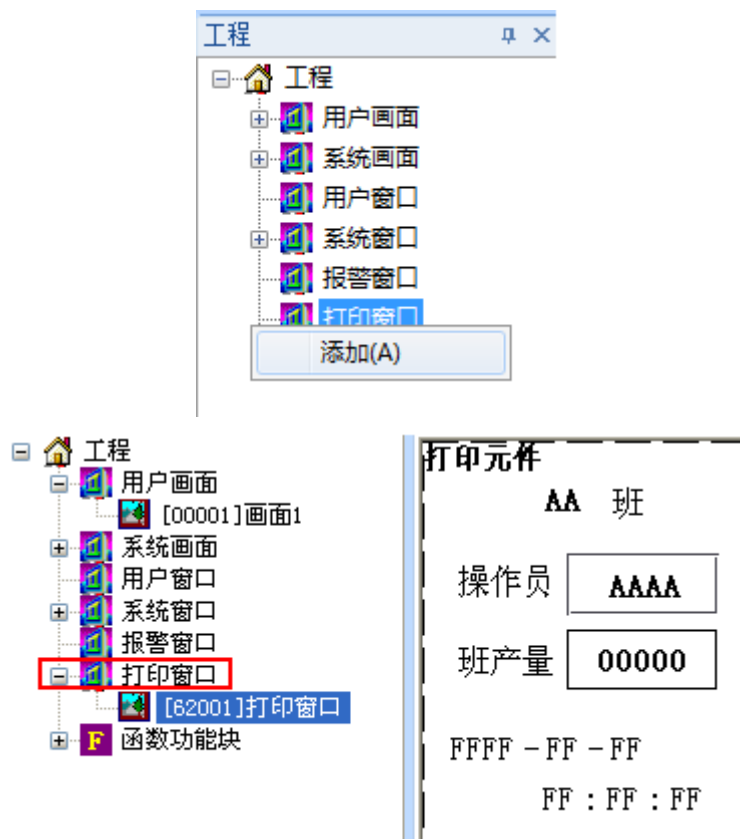 工程
工程
用户画面
系统画面
用户窗口
系统窗口
报警窗口
打印窗口
添加(A)
工程
用户画面
[00001]画面1
系统画面
用户窗口
系统窗口
报警窗口
打印窗口
[62001]打印窗口
F 函数功能块
打印元件
AA 班
操作员 AAAA
班产量 00000
FFFF-FF-FF
FF:FF:FF